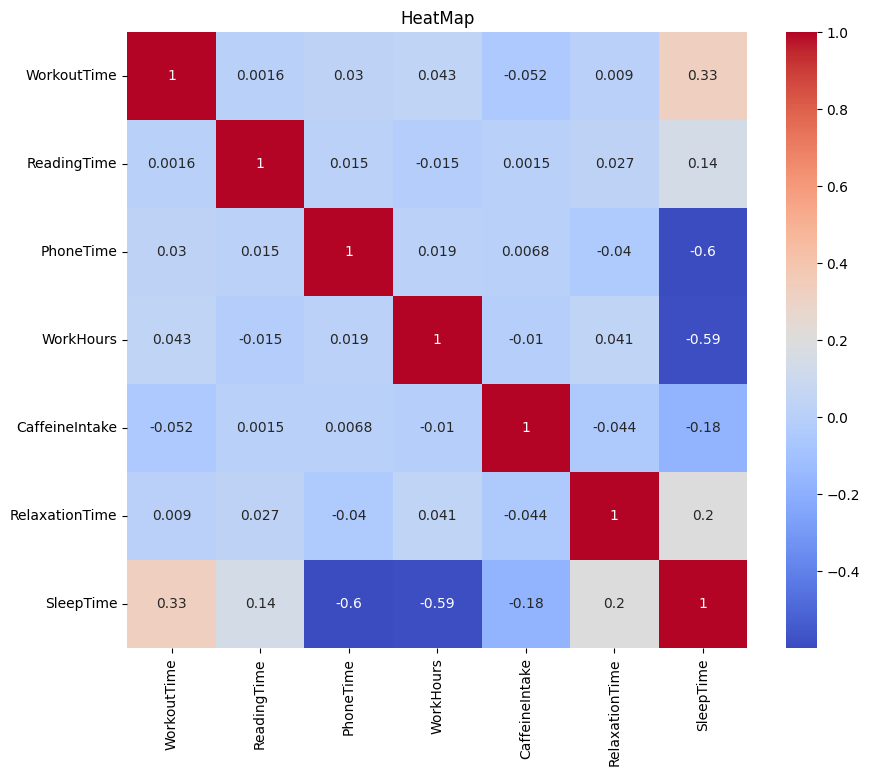 HeatMap
WorkoutTime 1 0.0016 0.03 0.043 -0.052 0.009 0.33
ReadingTime 0.0016 1 0.015 -0.015 0.0015 0.027 0.14
PhoneTime 0.03 0.015 1 0.019 0.0068 -0.04 -0.6
WorkHours 0.043 -0.015 0.019 1 -0.01 0.041 -0.59
CaffeineIntake -0.052 0.0015 0.0068 -0.01 1 -0.044 -0.18
RelaxationTime 0.009 0.027 -0.04 0.041 -0.044 1 0.2
SleepTime 0.33 0.14 -0.6 -0.59 -0.18 0.2 1
WorkoutTime
ReadingTime
PhoneTime
WorkHours
CaffeineIntake
RelaxationTime
SleepTime
1.0
0.8
0.6
0.4
0.2
0.0
−0.2
−0.4